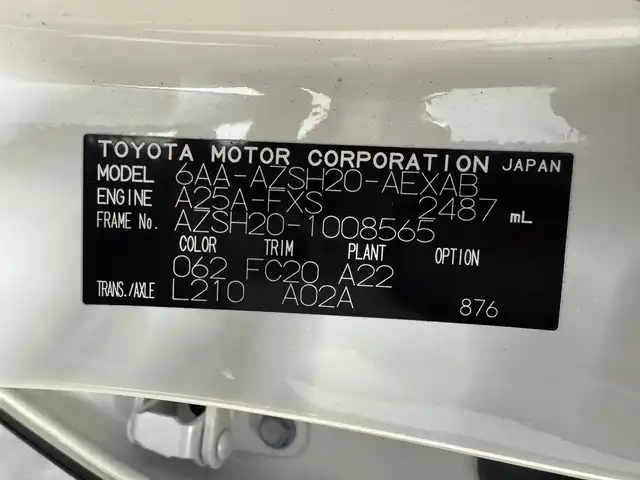 TOYOTA MOTOR CORPORATION JAPAN
MODEL 6AA-AZSH20-AEXAB
ENGINE A25A-FXS 2487 mL
FRAME No. AZSH20-1008565
COLOR TRIM PLANT OPTION
062 FC20 A22
TRANS./AXLE L210 A02A 876